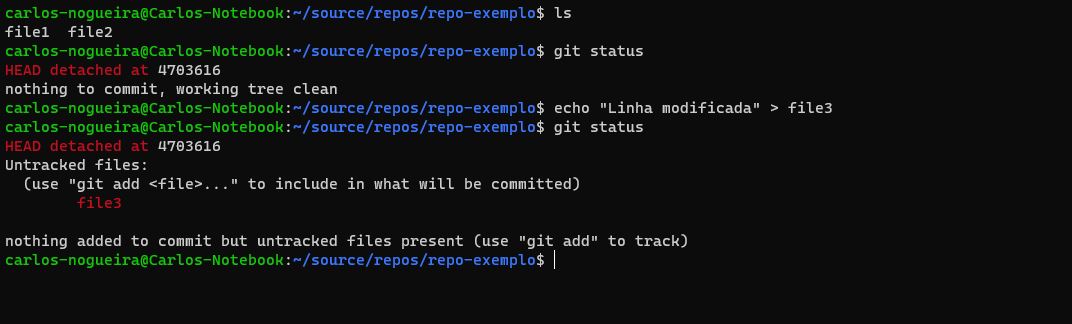 carlos-nogueira@Carlos-Notebook:~/source/repos/repo-exemplo$ ls
file1  file2
carlos-nogueira@Carlos-Notebook:~/source/repos/repo-exemplo$ git status
HEAD detached at 4703616
nothing to commit, working tree clean
carlos-nogueira@Carlos-Notebook:~/source/repos/repo-exemplo$ echo "Linha modificada" > file3
carlos-nogueira@Carlos-Notebook:~/source/repos/repo-exemplo$ git status
HEAD detached at 4703616
Untracked files:
  (use "git add <file>..." to include in what will be committed)
        file3
nothing added to commit but untracked files present (use "git add" to track)
carlos-nogueira@Carlos-Notebook:~/source/repos/repo-exemplo$